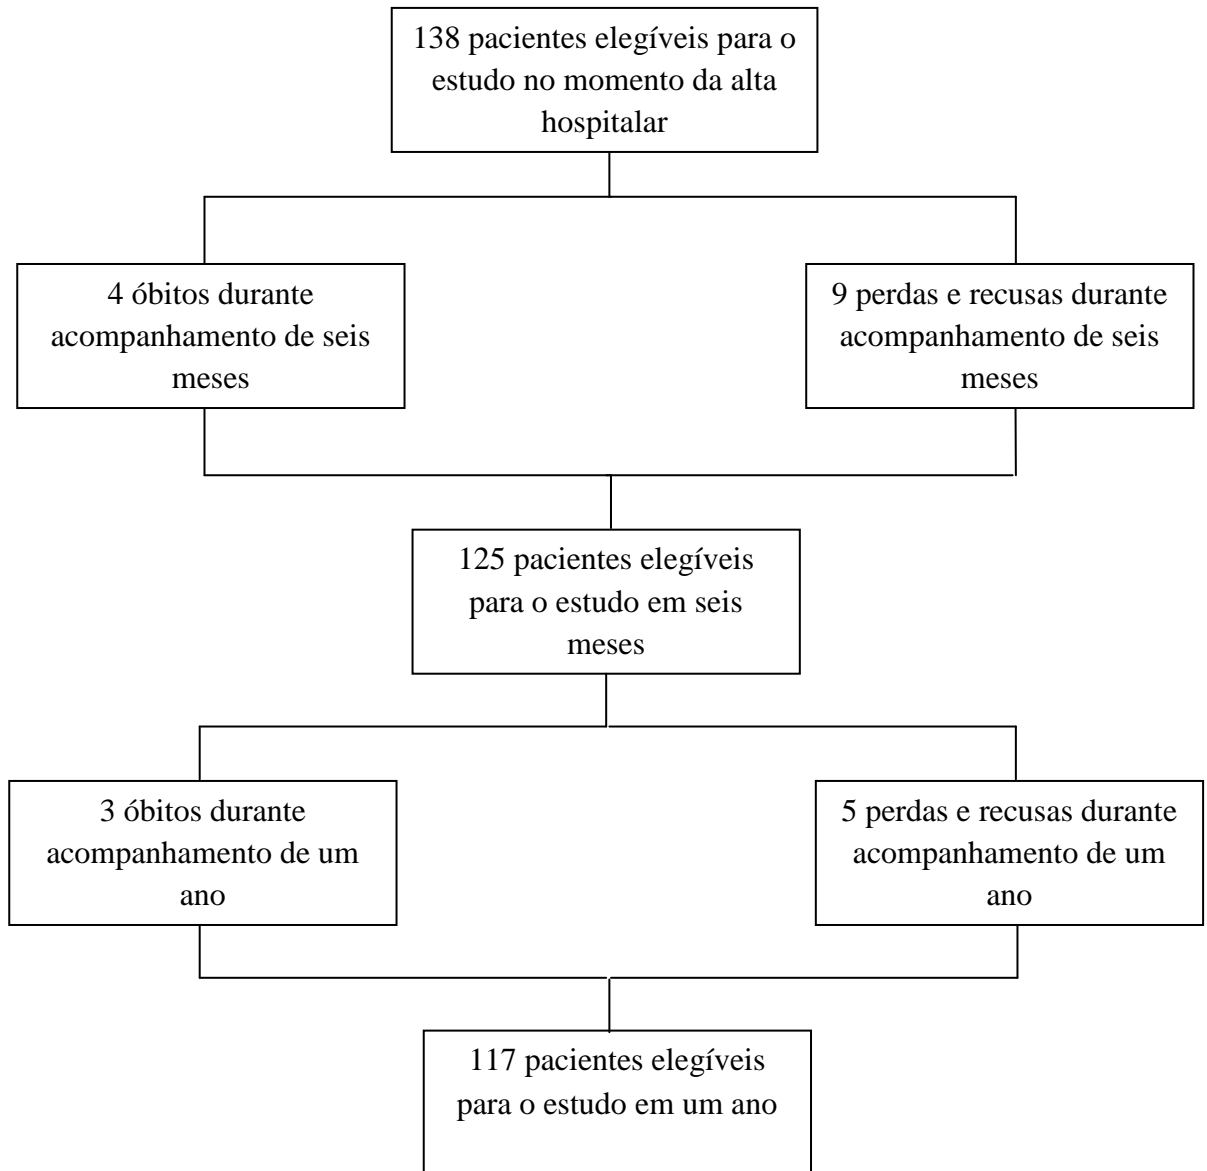 138 pacientes elegíveis para o
estudo no momento da alta
hospitalar
4 óbitos durante
acompanhamento de seis
meses
9 perdas e recusas durante
acompanhamento de seis
meses
125 pacientes elegíveis
para o estudo em seis
meses
3 óbitos durante
acompanhamento de um
ano
5 perdas e recusas durante
acompanhamento de um
ano
117 pacientes elegíveis
para o estudo em um ano